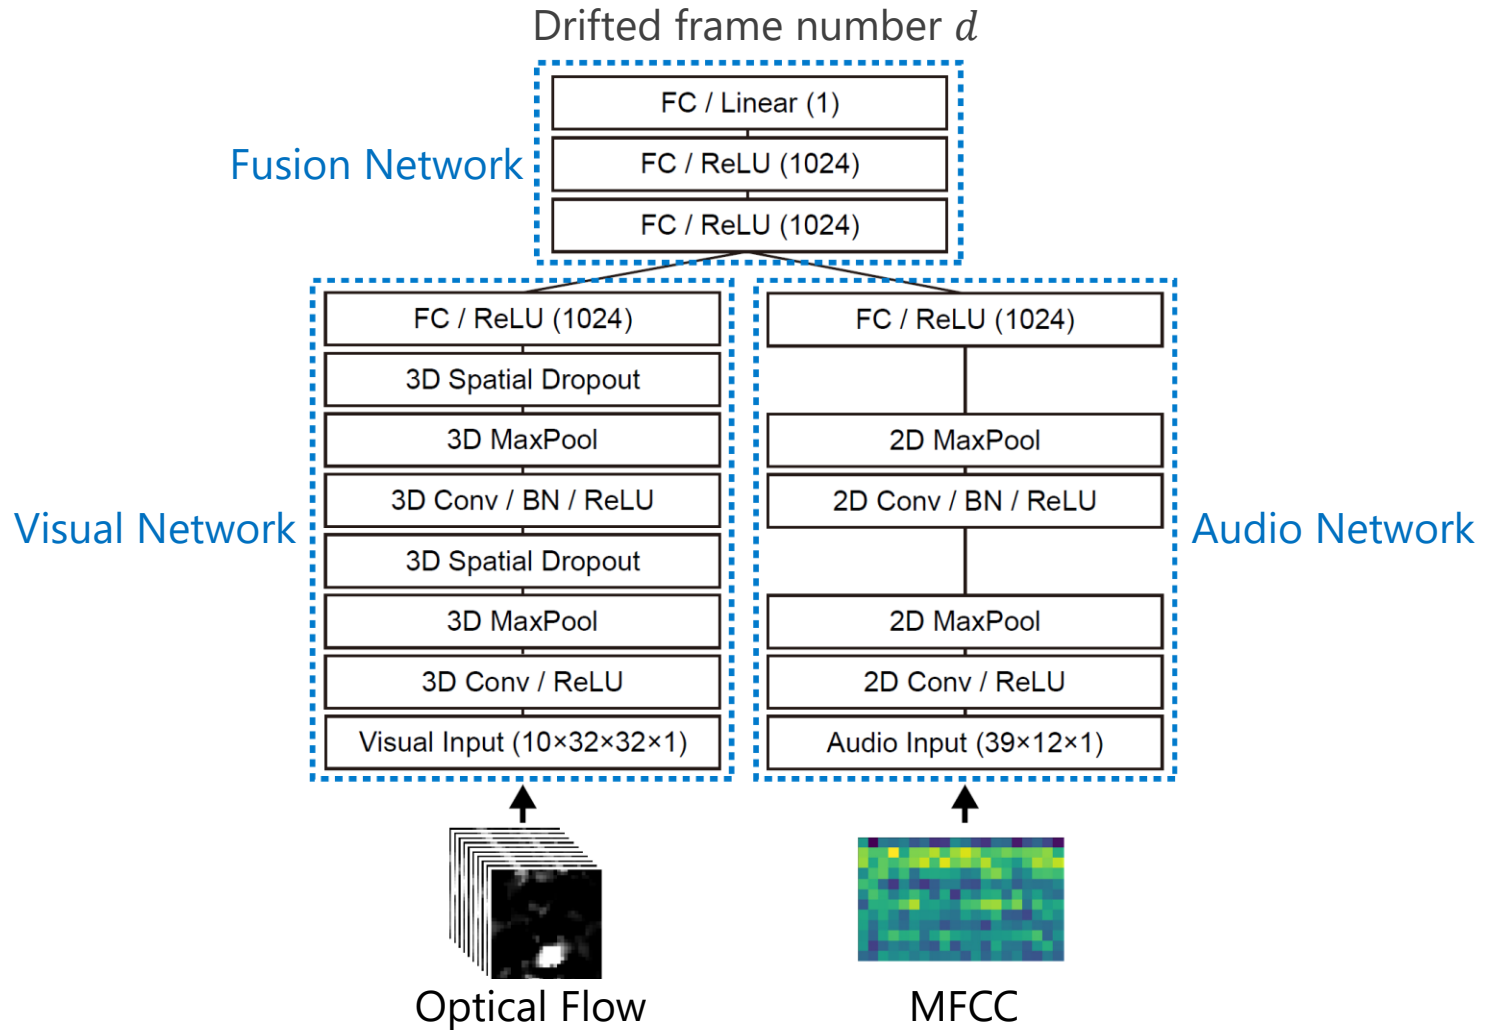 Drifted frame number d
FC / Linear (1)
Fusion Network
FC / ReLU (1024)
FC / ReLU (1024)
FC / ReLU (1024)
3D Spatial Dropout
3D MaxPool
3D Conv / BN / ReLU
Visual Network
3D Spatial Dropout
3D MaxPool
3D Conv / ReLU
Visual Input (10×32×32×1)
Optical Flow
FC / ReLU (1024)
2D MaxPool
2D Conv / BN / ReLU
Audio Network
2D MaxPool
2D Conv / ReLU
Audio Input (39×12×1)
MFCC